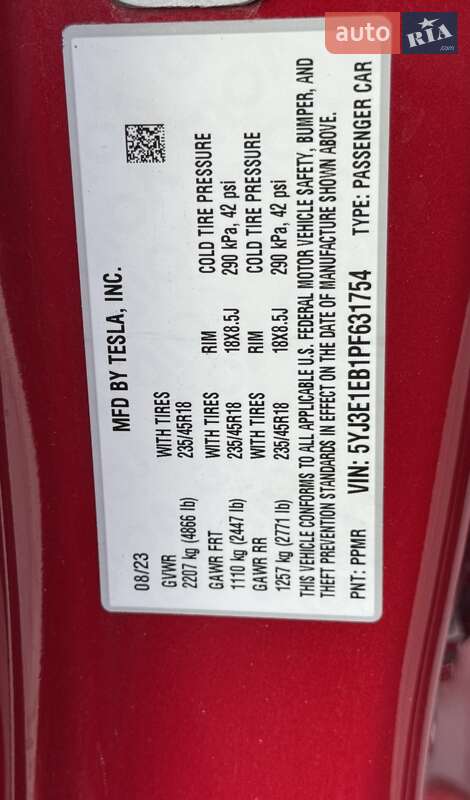 auto RIA.com
MFD BY TESLA, INC.
08/23
GVWR WITH TIRES
2207 kg (4866 lb) 235/45R18
GAWR FRT WITH TIRES RIM COLD TIRE PRESSURE
1110 kg (2447 lb) 235/45R18 18X8.5J 290 kPa, 42 psi
GAWR RR WITH TIRES RIM COLD TIRE PRESSURE
1257 kg (2771 lb) 235/45R18 18X8.5J 290 kPa, 42 psi
THIS VEHICLE CONFORMS TO ALL APPLICABLE U.S. FEDERAL MOTOR VEHICLE SAFETY, BUMPER, AND
THEFT PREVENTION STANDARDS IN EFFECT ON THE DATE OF MANUFACTURE SHOWN ABOVE.
PNT: PPMR VIN: 5YJ3E1EB1PF631754 TYPE: PASSENGER CAR